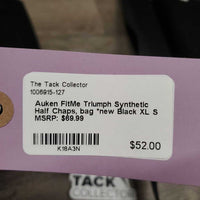 The Tack Collector
1006915-127
Auken FitMe Triumph Synthetic
Half Chaps, bag *new Black XL S
MSRP: $69.99
K18A3N
$52.00
TACK
COLLECTOR